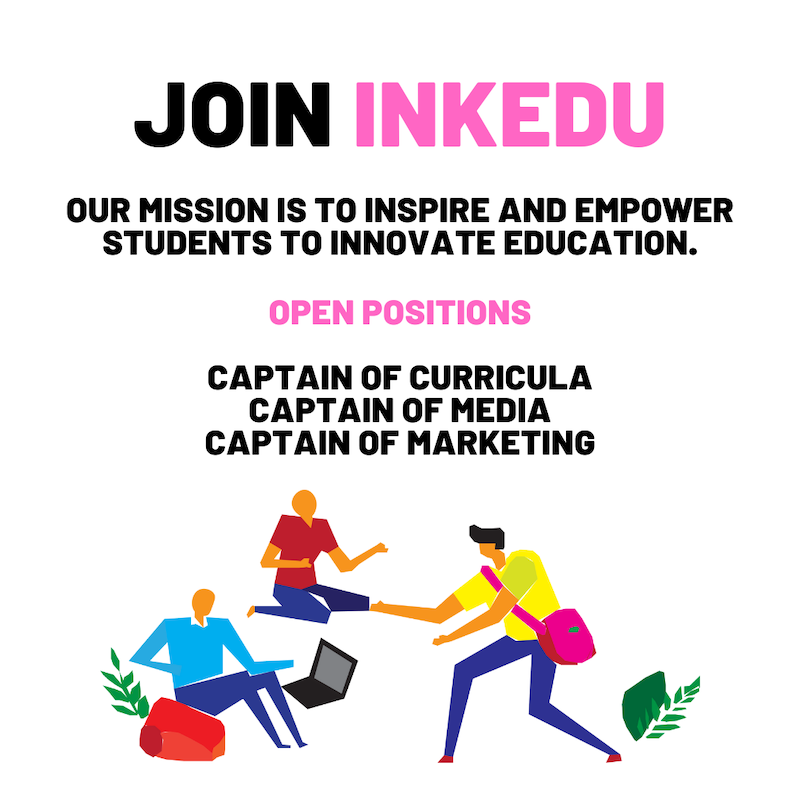 JOIN INKEDU
OUR MISSION IS TO INSPIRE AND EMPOWER
STUDENTS TO INNOVATE EDUCATION.
OPEN POSITIONS
CAPTAIN OF CURRICULA
CAPTAIN OF MEDIA
CAPTAIN OF MARKETING